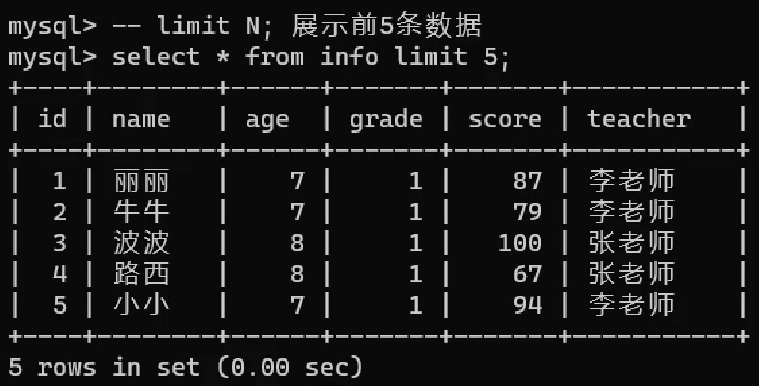 mysql> -- limit N; 展示前5条数据
mysql> select * from info limit 5;
+----+--------+------+-------+-------+-----------+
| id | name   | age  | grade | score | teacher   |
+----+--------+------+-------+-------+-----------+
|  1 | 丽丽   |    7 |     1 |    87 | 李老师    |
|  2 | 牛牛   |    7 |     1 |    79 | 李老师    |
|  3 | 波波   |    8 |     1 |   100 | 张老师    |
|  4 | 路西   |    8 |     1 |    67 | 张老师    |
|  5 | 小小   |    7 |     1 |    94 | 李老师    |
+----+--------+------+-------+-------+-----------+
5 rows in set (0.00 sec)